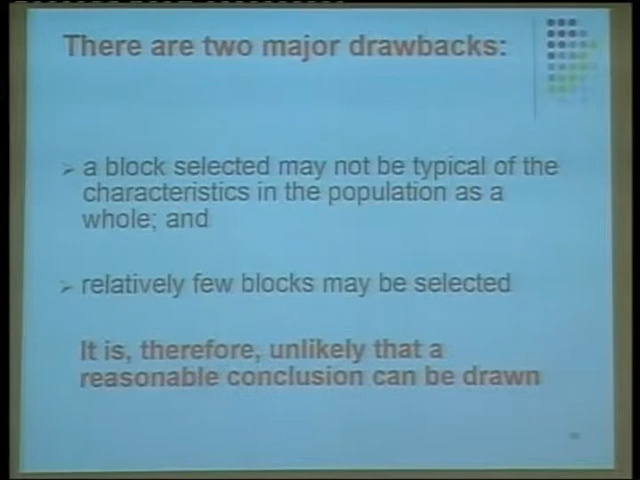 There are two major drawbacks:
➢ a block selected may not be typical of the
characteristics in the population as a
whole; and
➢ relatively few blocks may be selected
It is, therefore, unlikely that a
reasonable conclusion can be drawn